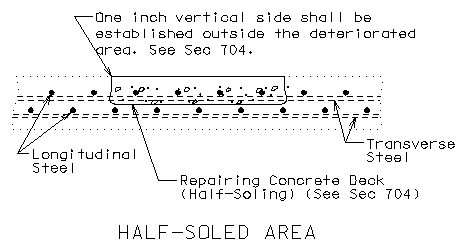 One inch vertical side shall be
established outside the deteriorated
area. See Sec 704.
Longitudinal
Steel
Transverse
Steel
Repairing Concrete Deck
(Half-Soling) (See Sec 704)
HALF-SOLED AREA